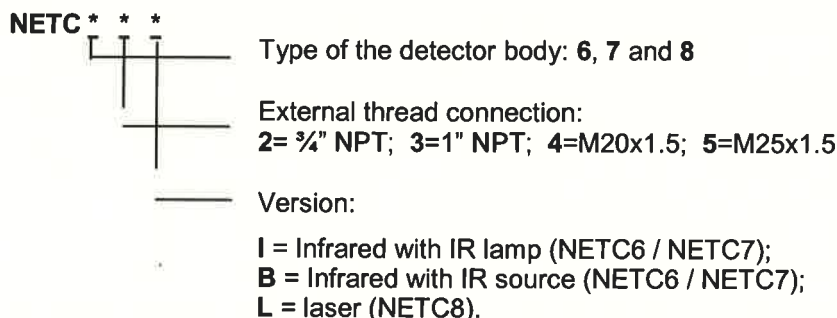 NETC * * *
Type of the detector body: 6, 7 and 8
External thread connection:
2= ¾" NPT; 3=1" NPT; 4=M20x1.5; 5=M25x1.5
Version:
I = Infrared with IR lamp (NETC6 / NETC7);
B = Infrared with IR source (NETC6 / NETC7);
L = laser (NETC8).